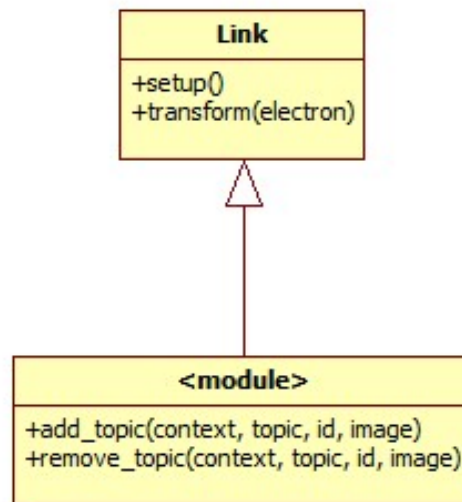 Link
+setup()
+transform(electron)
<module>
+add_topic(context, topic, id, image)
+remove_topic(context, topic, id, image)